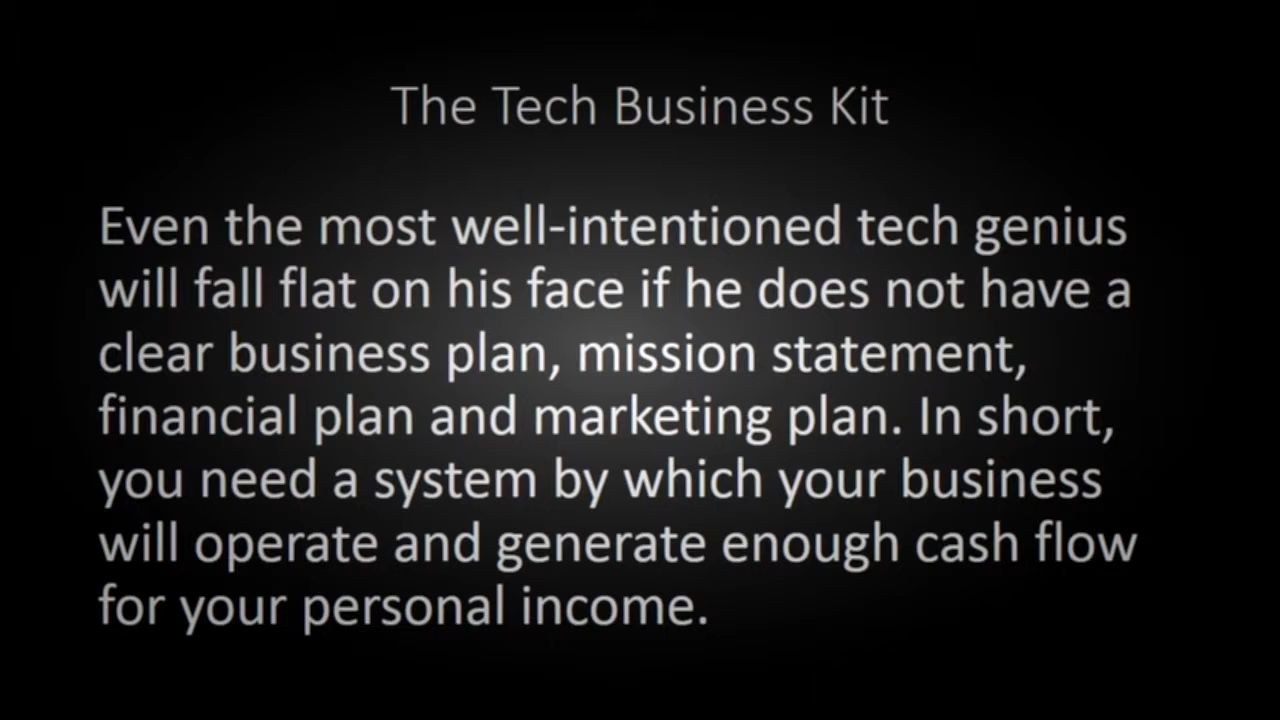 The Tech Business Kit
Even the most well-intentioned tech genius
will fall flat on his face if he does not have a
clear business plan, mission statement,
financial plan and marketing plan. In short,
you need a system by which your business
will operate and generate enough cash flow
for your personal income.